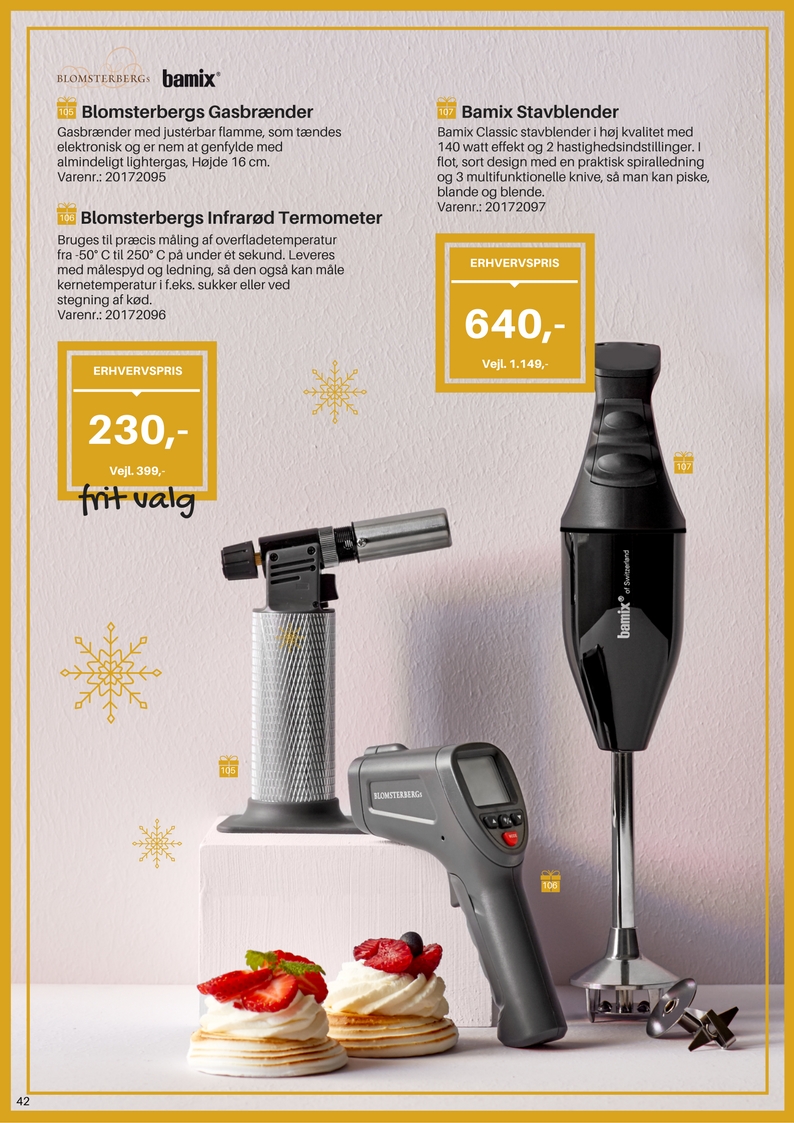 BLOMSTERBERGs bamix®
105 Blomsterbergs Gasbrænder
Gasbrænder med justérbar flamme, som tændes
elektronisk og er nem at genfylde med
almindeligt lightergas, Højde 16 cm.
Varenr.: 20172095
106 Blomsterbergs Infrarød Termometer
Bruges til præcis måling af overfladetemperatur
fra -50° C til 250° C på under ét sekund. Leveres
med målespyd og ledning, så den også kan måle
kernetemperatur i f.eks. sukker eller ved
stegning af kød.
Varenr.: 20172096
ERHVERVSPRIS
230,-
Vejl. 399,-
frit valg
107 Bamix Stavblender
Bamix Classic stavblender i høj kvalitet med
140 watt effekt og 2 hastighedsindstillinger. I
flot, sort design med en praktisk spiralledning
og 3 multifunktionelle knive, så man kan piske,
blande og blende.
Varenr.: 20172097
ERHVERVSPRIS
640,-
Vejl. 1.149,-
107
bamix® of Switzerland
105
BLOMSTERBERGs
106
42